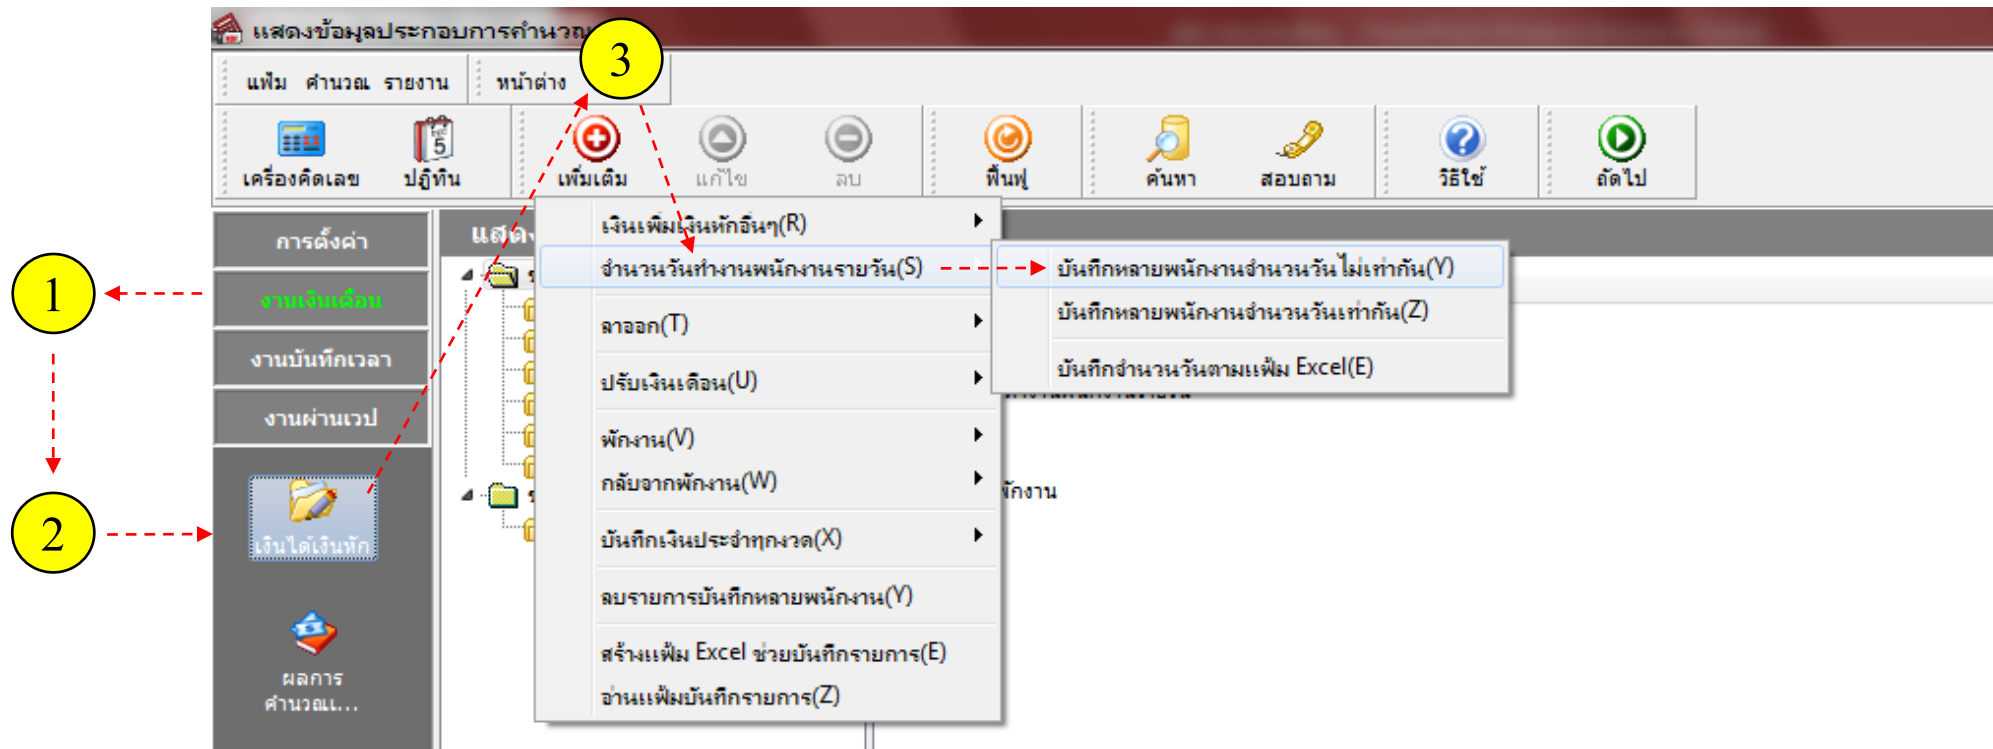 แสดงข้อมูลประกอบการคำนวณ
3
แฟ้ม คำนวณ รายงาน หน้าต่าง
เครื่องคิดเลข ปฏิทิน เพิ่มเติม แก้ไข ลบ ฟื้นฟู ค้นหา สอบถาม วิธีใช้ ถัดไป
การตั้งค่า
งานเงินเดือน
งานบันทึกเวลา
งานผ่านเวป
1
2
เงินได้เงินหัก
ผลการ
คำนวณเ...
แสดง
เงินเพิ่มเงินหักอื่นๆ(R)
จำนวนวันทำงานพนักงานรายวัน(S)
ลาออก(T)
ปรับเงินเดือน(U)
พักงาน(V)
กลับจากพักงาน(W)
บันทึกเงินประจำทุกงวด(X)
ลบรายการบันทึกหลายพนักงาน(Y)
สร้างแฟ้ม Excel ช่วยบันทึกรายการ(E)
อ่านแฟ้มบันทึกรายการ(Z)
บันทึกหลายพนักงานจำนวนวันไม่เท่ากัน(Y)
บันทึกหลายพนักงานจำนวนวันเท่ากัน(Z)
บันทึกจำนวนวันตามแฟ้ม Excel(E)
พักงาน